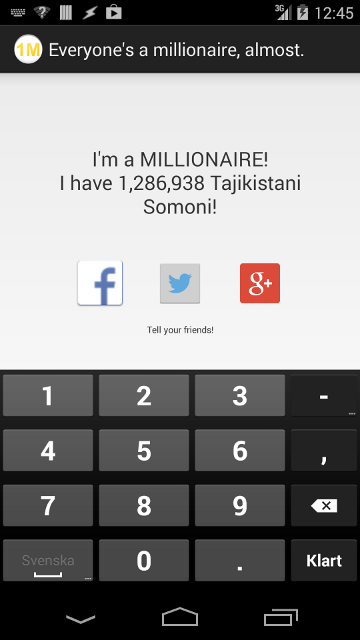 3G 12:45
1M Everyone's a millionaire, almost.
I'm a MILLIONAIRE!
I have 1,286,938 Tajikistani
Somoni!
f g+
Tell your friends!
1 2 3 -
4 5 6 ,
7 8 9
Svenska 0 . Klart